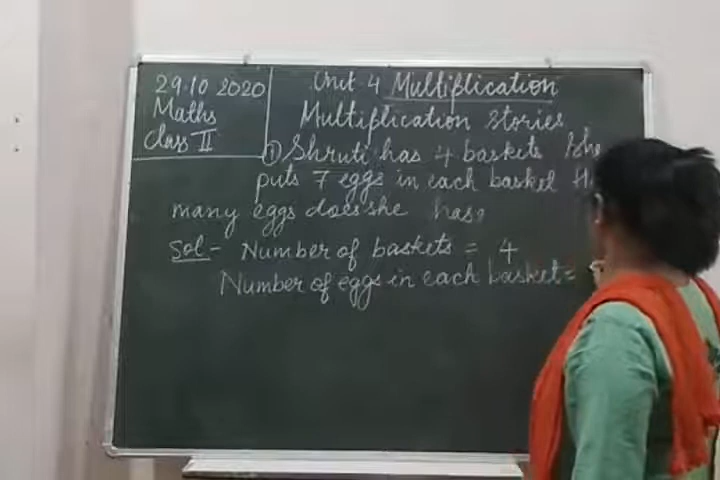 29.10 2020
Maths
Class II
Unit 4 Multiplication
Multiplication Stories
① Shruti has 4 baskets She
puts 7 eggs in each basket
many eggs does she has?
Sol- Number of baskets = 4
Number of eggs in each basket =